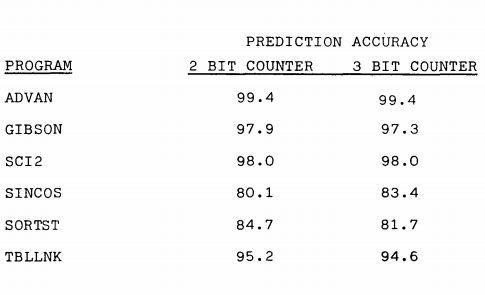 PREDICTION ACCURACY
PROGRAM 2 BIT COUNTER 3 BIT COUNTER
ADVAN 99.4 99.4
GIBSON 97.9 97.3
SCI2 98.0 98.0
SINCOS 80.1 83.4
SORTST 84.7 81.7
TBLLNK 95.2 94.6